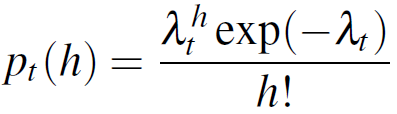 p_t(h) = \frac{\lambda_t^h \exp(-\lambda_t)}{h!}